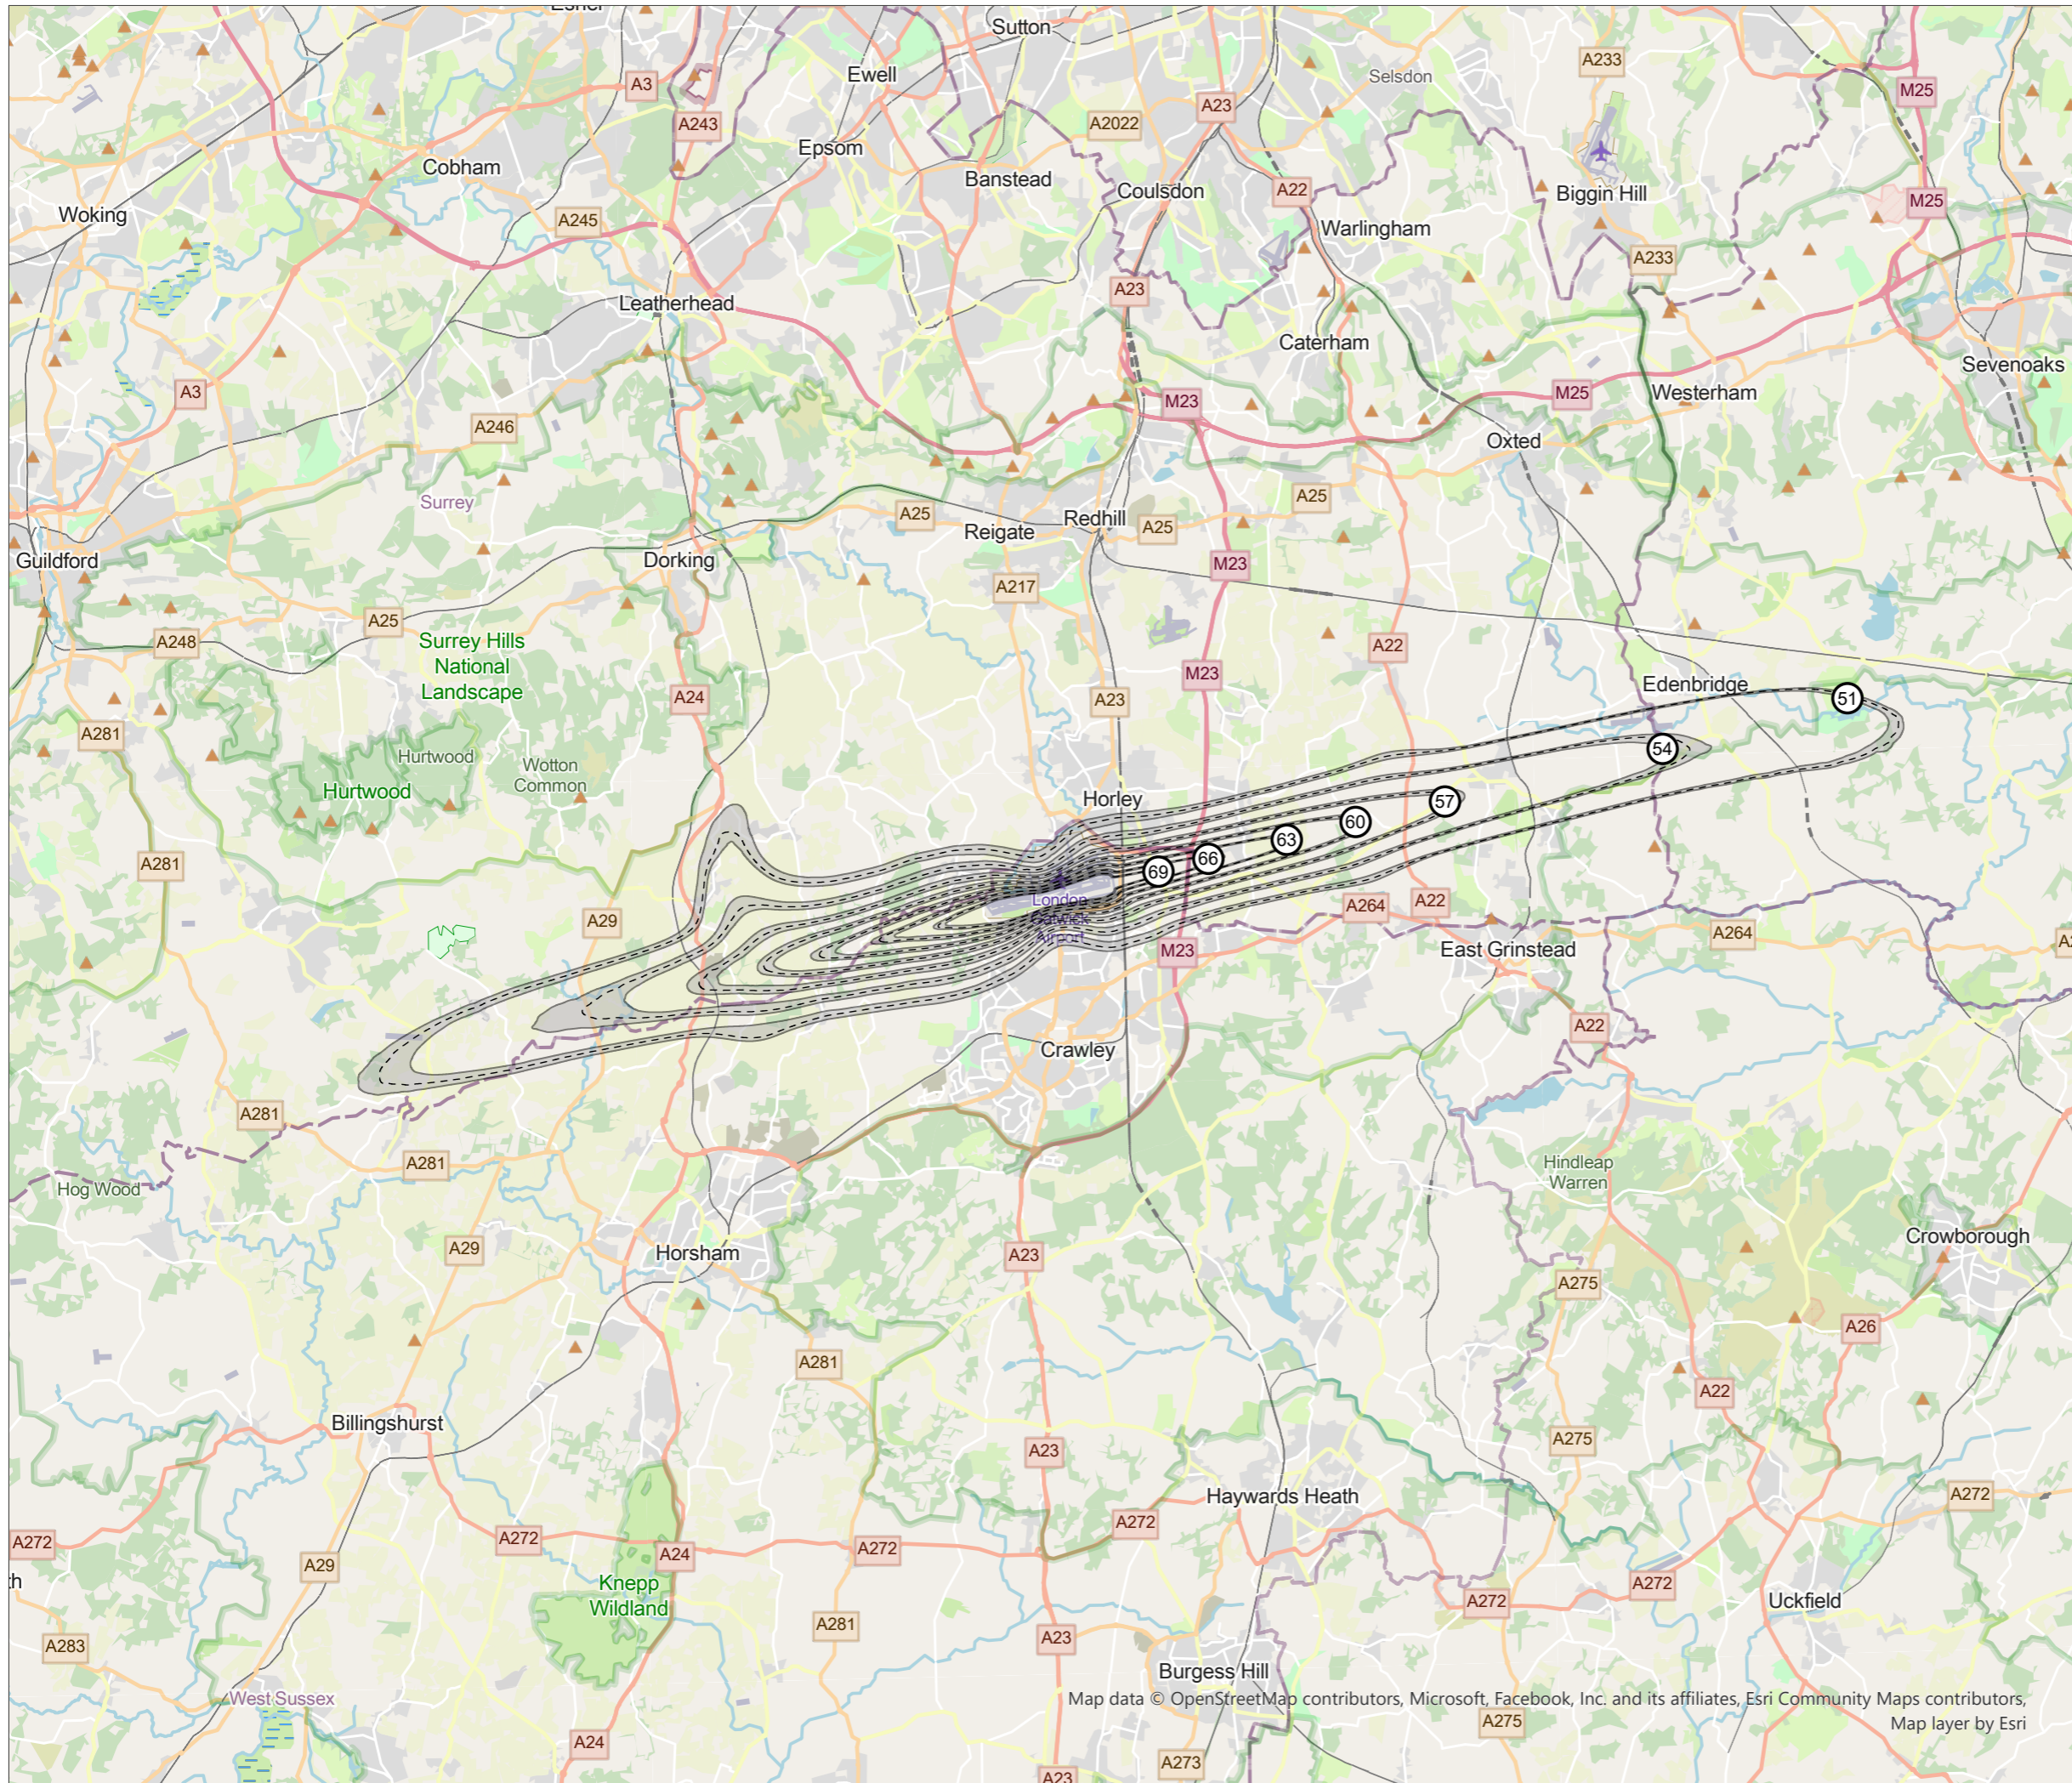 Sutton
A233
Ewell
Selsdon
A3
M25
A23
A243
A2022
Epsom
Cobham
Banstead
Coulsdon
A22
Biggin Hill
M25
Woking
A245
Warlingham
A233
A23
Leatherhead
Caterham
Sevenoaks
A3
M23
M25
Westerham
A246
Oxted
Surrey
A25
A25
Redhill
A25
Reigate
Guildford
Dorking
M23
A217
A25
A248
Surrey Hills
National
Landscape
A22
M23
Edenbridge
A24
A23
51
A281
Hurtwood
54
Wotton
Common
Hurtwood
Horley
57
60
63
66
A281
69
London
Gatwick
Airport
A264
A22
A29
A264
M23
East Grinstead
A22
Crawley
A281
A281
Hindleap
Warren
Hog Wood
Crowborough
A29
Horsham
A23
A275
A26
A281
A22
Billingshurst
A275
A23
Haywards Heath
A272
A272
A272
A272
A272
A24
A29
Knepp
Wildland
A272
A272
Uckfield
A281
A23
A283
Burgess Hill
West Sussex
Map data © OpenStreetMap contributors, Microsoft, Facebook, Inc. and its affiliates, Esri Community Maps contributors,
Map layer by Esri
A275
A24
A273
A23